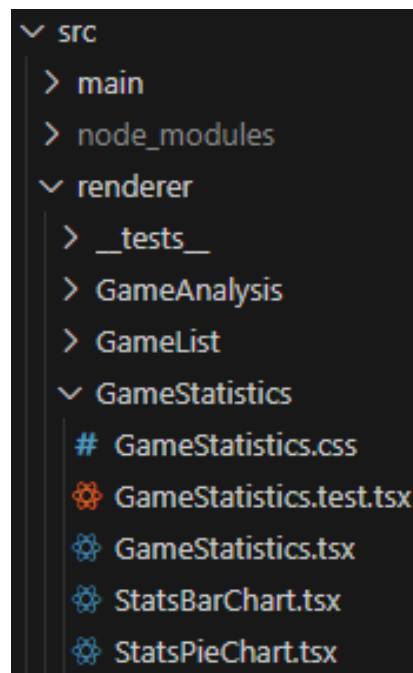 src
main
node_modules
renderer
__tests__
GameAnalysis
GameList
GameStatistics
# GameStatistics.css
GameStatistics.test.tsx
GameStatistics.tsx
StatsBarChart.tsx
StatsPieChart.tsx